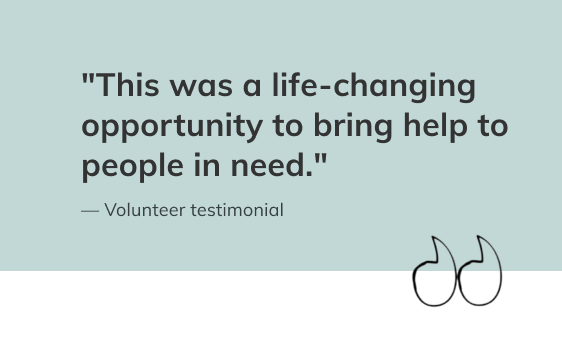 "This was a life-changing
opportunity to bring help to
people in need."
— Volunteer testimonial